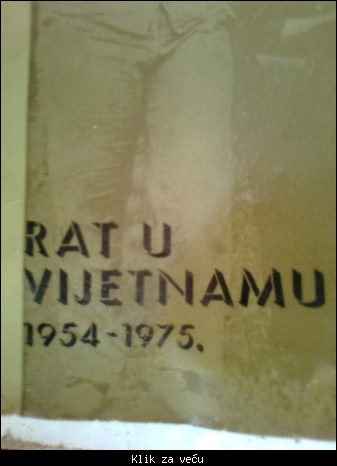 RAT U
VIJETNAMU
1954-1975.
Klik za veću